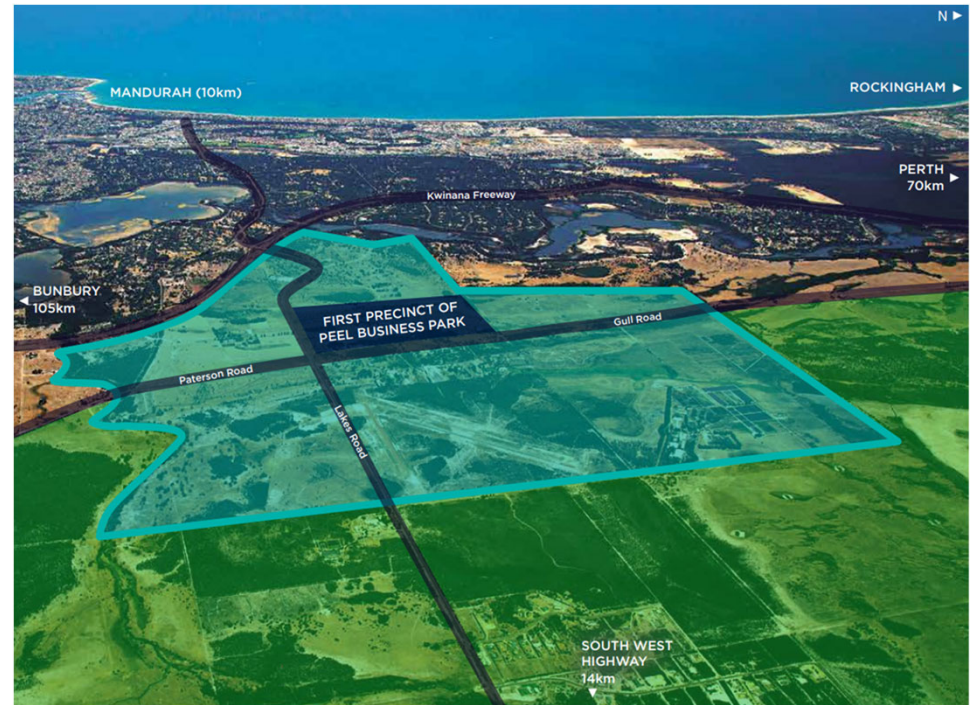 N ▶
MANDURAH (10km)
ROCKINGHAM ▶
PERTH ▶
70km
Kwinana Freeway
◀ BUNBURY
105km
FIRST PRECINCT OF
PEEL BUSINESS PARK
Gull Road
Paterson Road
Lakes Road
SOUTH WEST
HIGHWAY
14km
▼